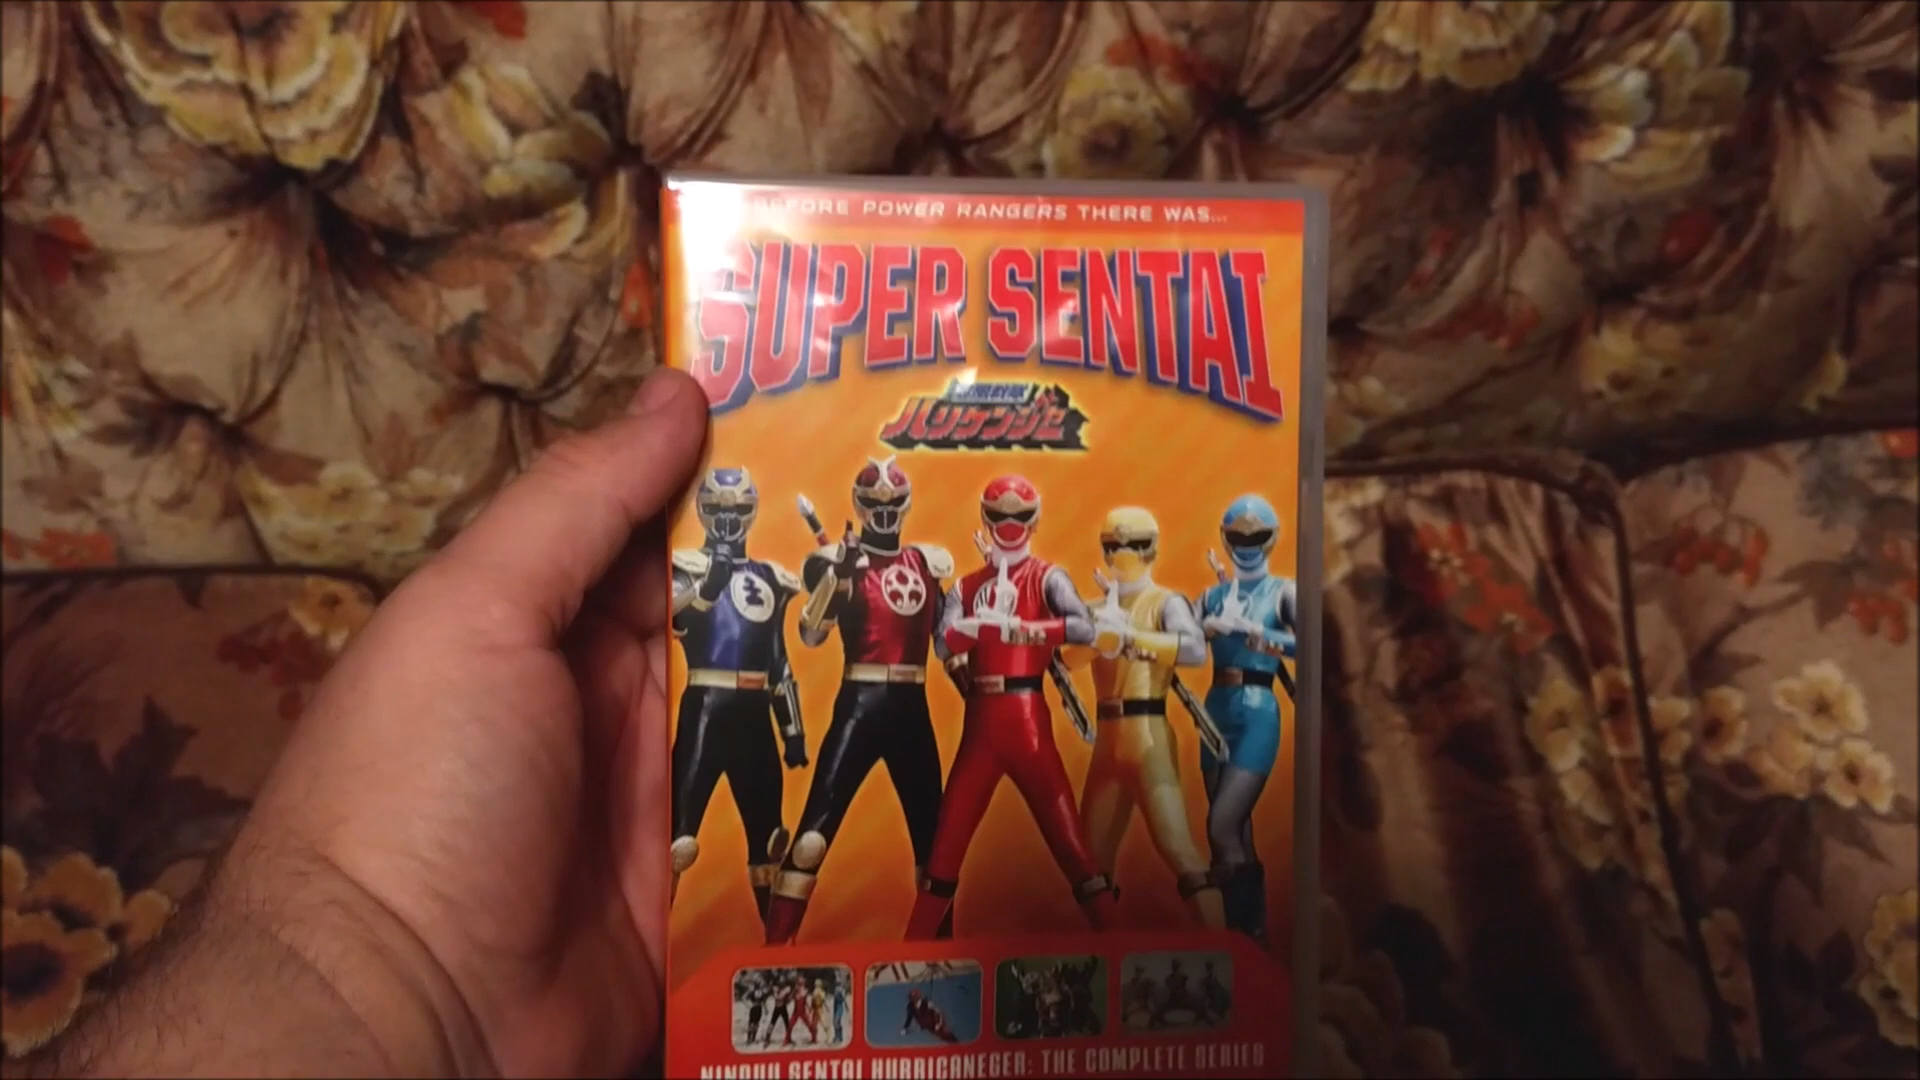 BEFORE POWER RANGERS THERE WAS...
SUPER SENTAI
ハリケンジャー
NINPUU SENTAI HURRICANEGER: THE COMPLETE SERIES